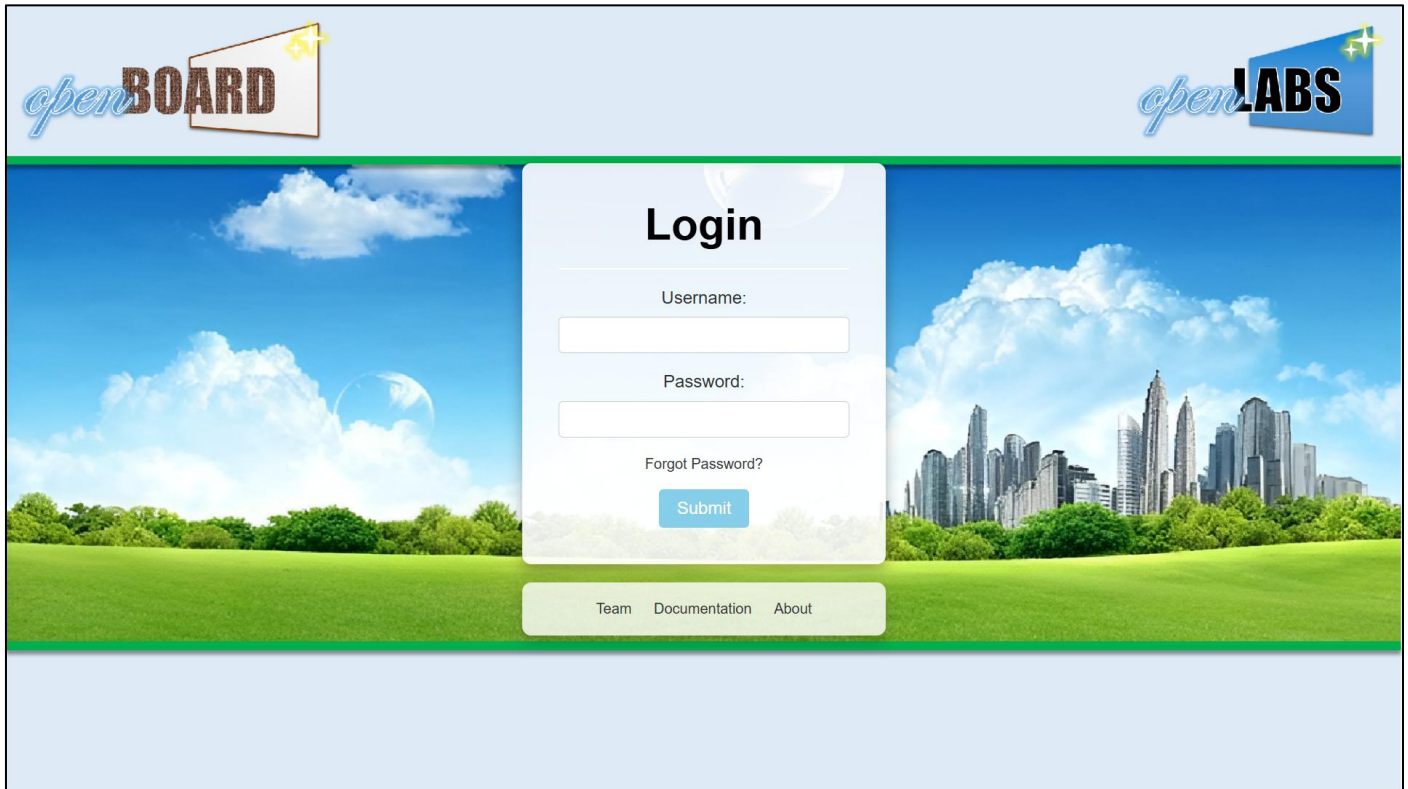 openBOARD
openLABS
Login
Username:
Password:
Forgot Password?
Submit
Team Documentation About